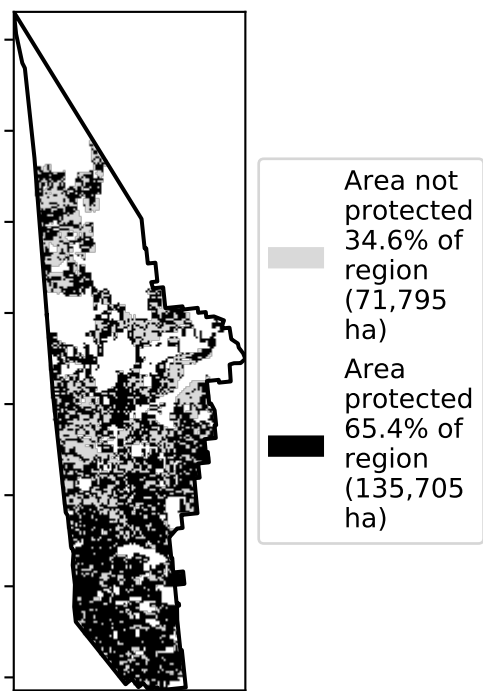 Area not
protected
34.6% of
region
(71,795
ha)
Area
protected
65.4% of
region
(135,705
ha)